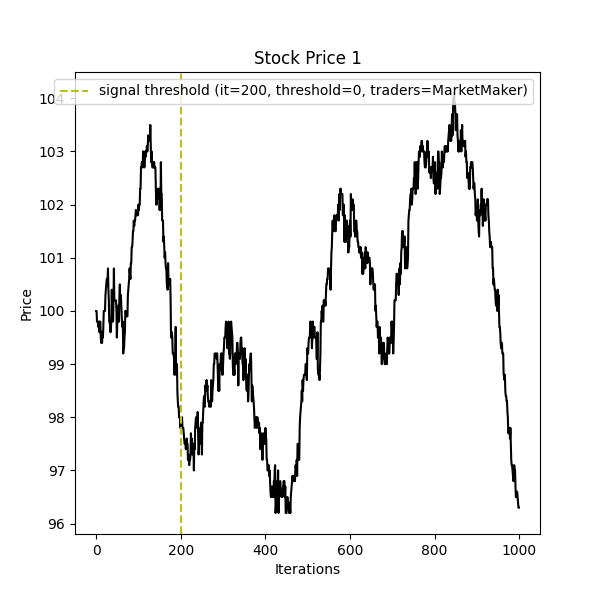 Stock Price 1
signal threshold (it=200, threshold=0, traders=MarketMaker)
104
103
102
101
100
99
98
97
96
Price
0 200 400 600 800 1000
Iterations